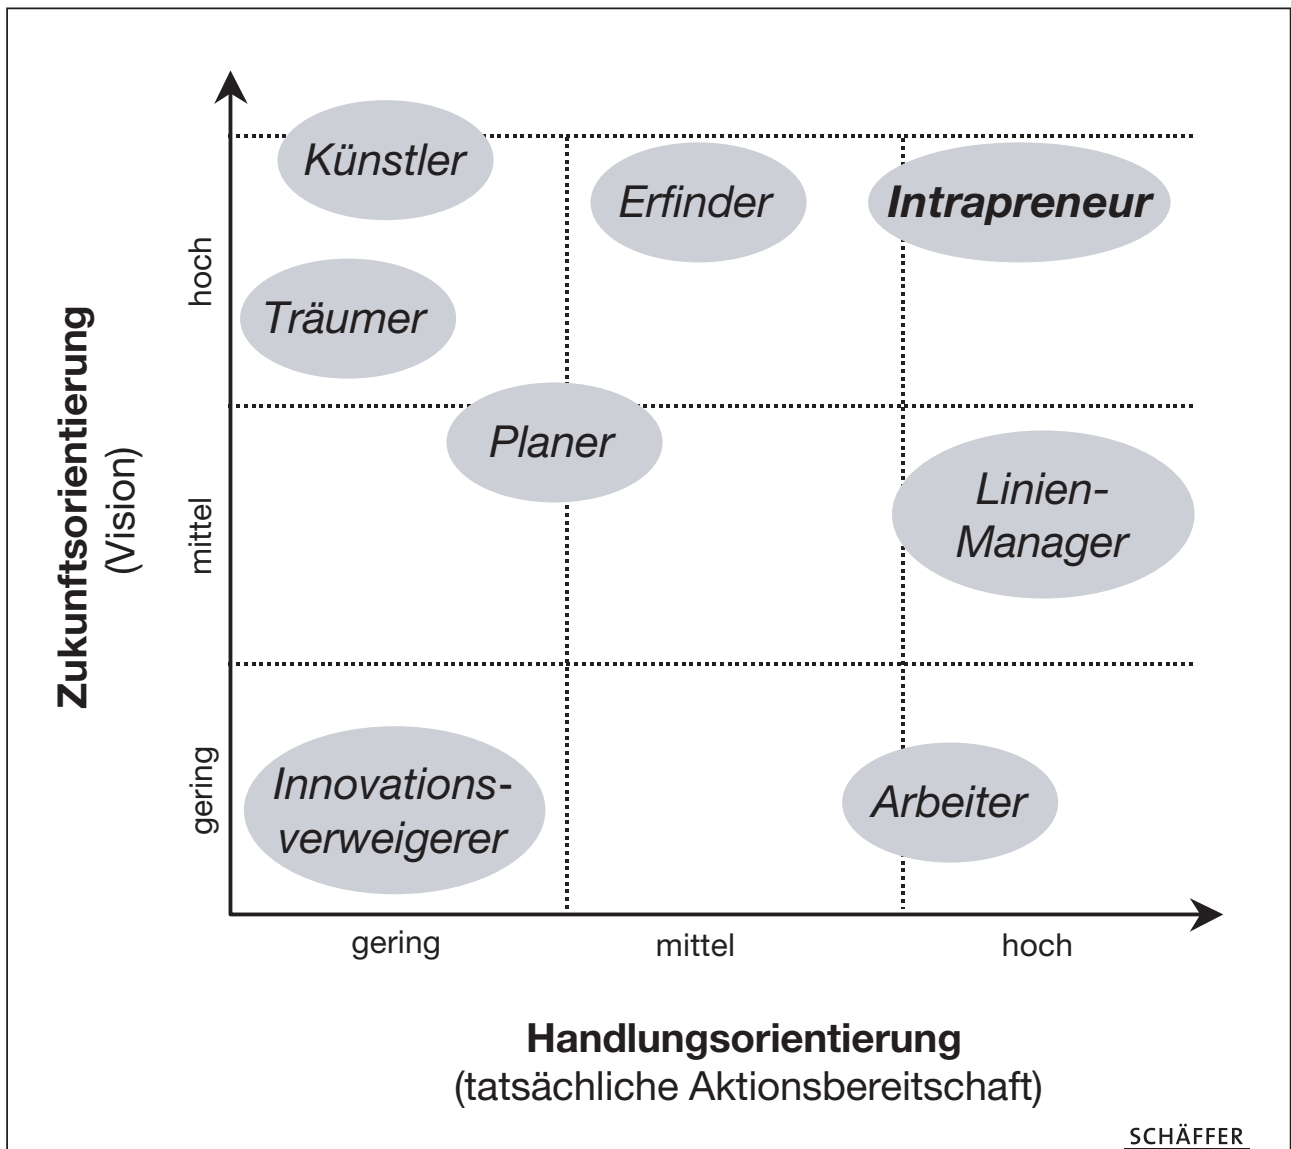 Künstler
Erfinder
Intrapreneur
Träumer
Planer
Linien-
Manager
Innovations-
verweigerer
Arbeiter
Zukunftsorientierung
(Vision)
hoch
mittel
gering
gering
mittel
hoch
Handlungsorientierung
(tatsächliche Aktionsbereitschaft)
SCHÄFFER